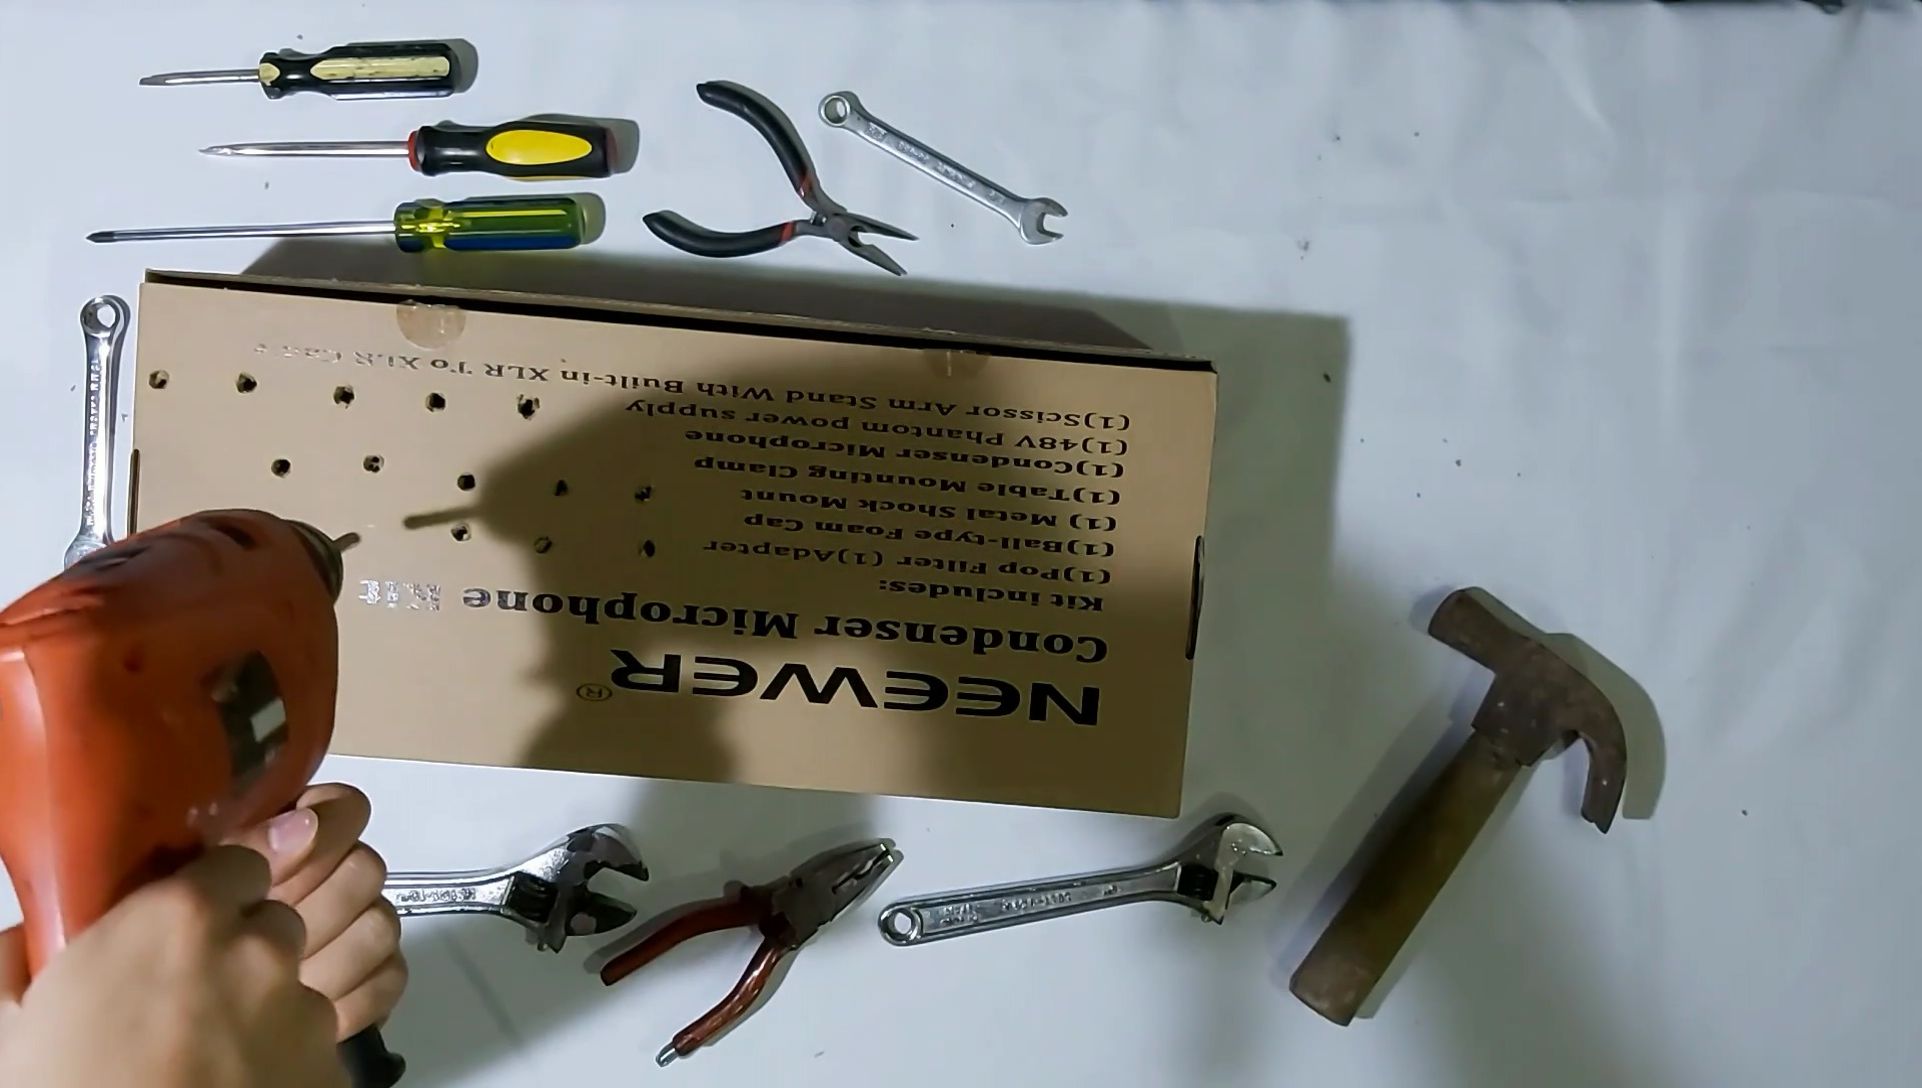 NEEWER®
Condenser Microphone Kit
Kit includes:
(1)Pop Filter (1)Adapter
(1)Ball-type Foam Cap
(1) Metal Shock Mount
(1)Table Mounting Clamp
(1)Condenser Microphone
(1)48V Phantom power supply
(1)Scissor Arm Stand With Built-in XLR To XLR